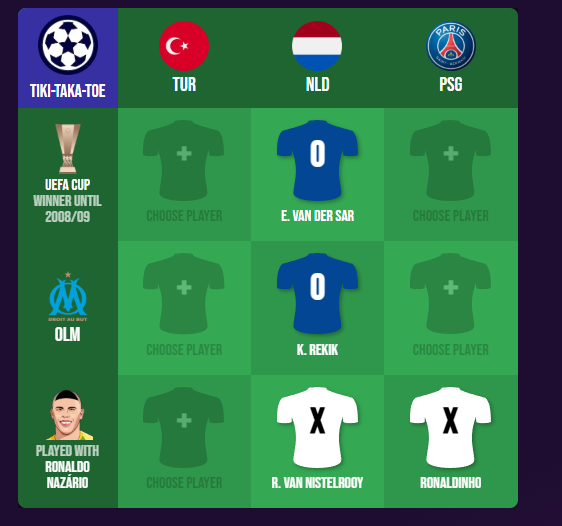 PARIS
TIKI-TAKA-TOE
TUR
NLD
PSG
UEFA CUP
WINNER UNTIL
2008/09
+
CHOOSE PLAYER
0
E. VAN DER SAR
+
CHOOSE PLAYER
DROIT AU BUT
OLM
+
CHOOSE PLAYER
0
K. REKIK
+
CHOOSE PLAYER
PLAYED WITH
RONALDO
NAZÁRIO
+
CHOOSE PLAYER
X
R. VAN NISTELROOY
X
RONALDINHO